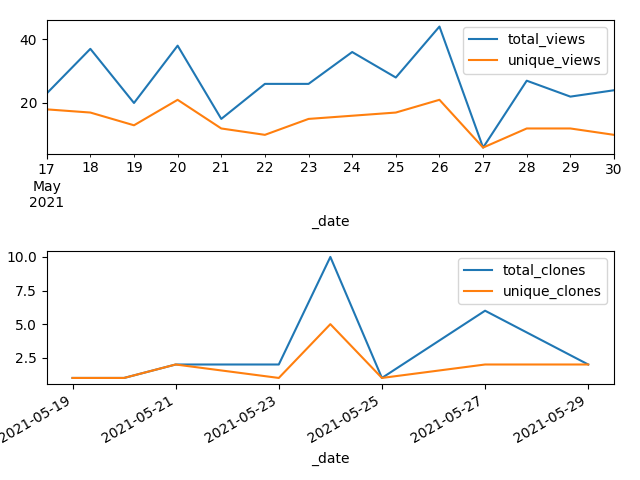 40
20
total_views
unique_views
17 18 19 20 21 22 23 24 25 26 27 28 29 30
May
2021
_date
10.0
7.5
5.0
2.5
total_clones
unique_clones
2021-05-19 2021-05-21 2021-05-23 2021-05-25 2021-05-27 2021-05-29
_date